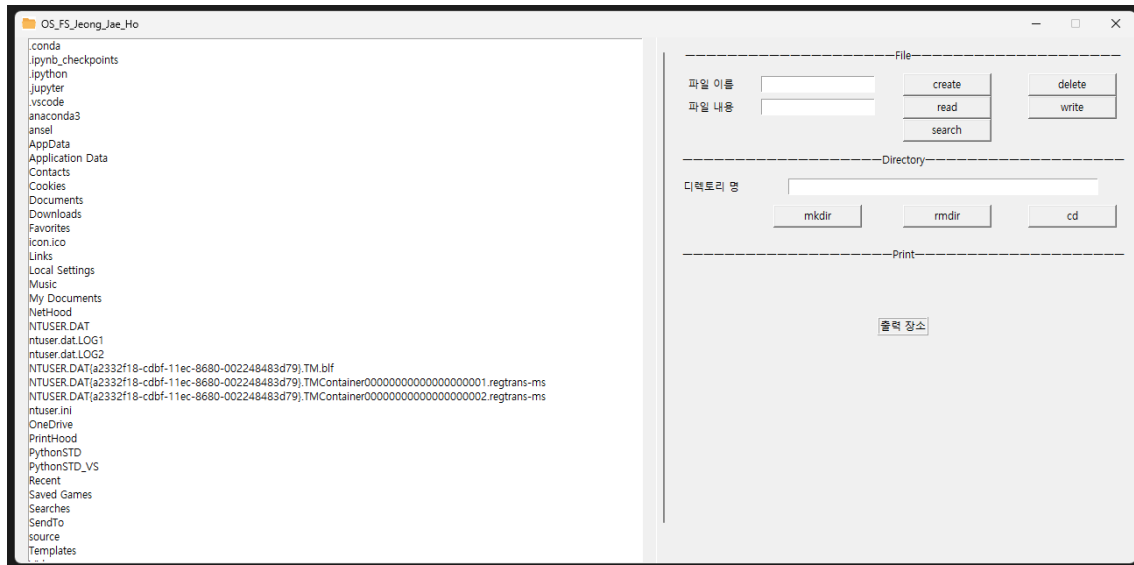 OS_FS_Jeong_Jae_Ho
.conda
.ipynb_checkpoints
.ipython
.jupyter
.vscode
anaconda3
ansel
AppData
Application Data
Contacts
Cookies
Documents
Downloads
Favorites
icon.ico
Links
Local Settings
Music
My Documents
NetHood
NTUSER.DAT
ntuser.dat.LOG1
ntuser.dat.LOG2
NTUSER.DAT{a2332f18-cdbf-11ec-8680-002248483d79}.TM.blf
NTUSER.DAT{a2332f18-cdbf-11ec-8680-002248483d79}.TMContainer00000000000000000001.regtrans-ms
NTUSER.DAT{a2332f18-cdbf-11ec-8680-002248483d79}.TMContainer00000000000000000002.regtrans-ms
ntuser.ini
OneDrive
PrintHood
PythonSTD
PythonSTD_VS
Recent
Saved Games
Searches
SendTo
source
Templates
File
파일 이름 create delete
파일 내용 read write
search
Directory
디렉토리 명
mkdir rmdir cd
Print
출력 장소